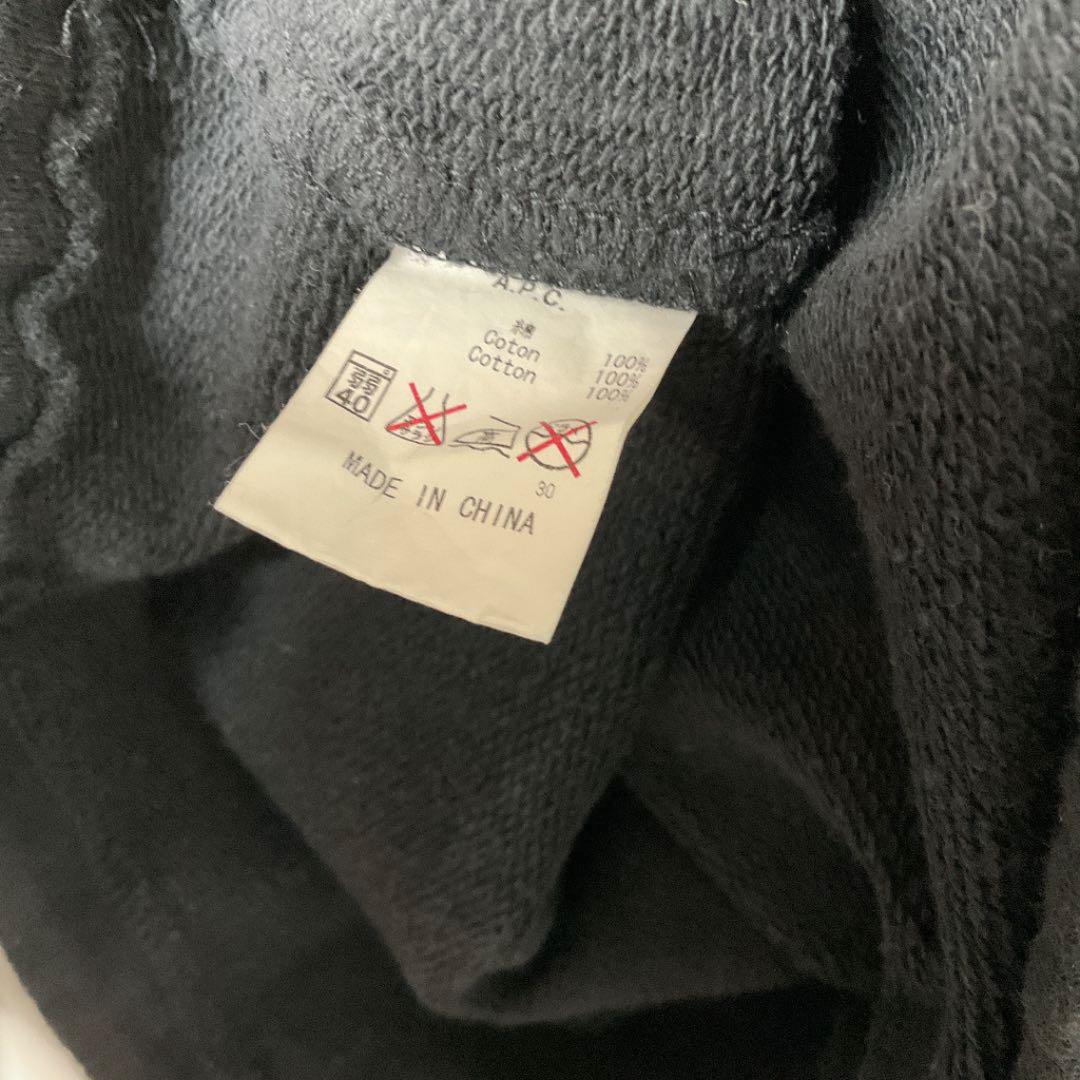 A.P.C.
綿 100%
Coton 100%
Cotton 100%
40
30
MADE IN CHINA